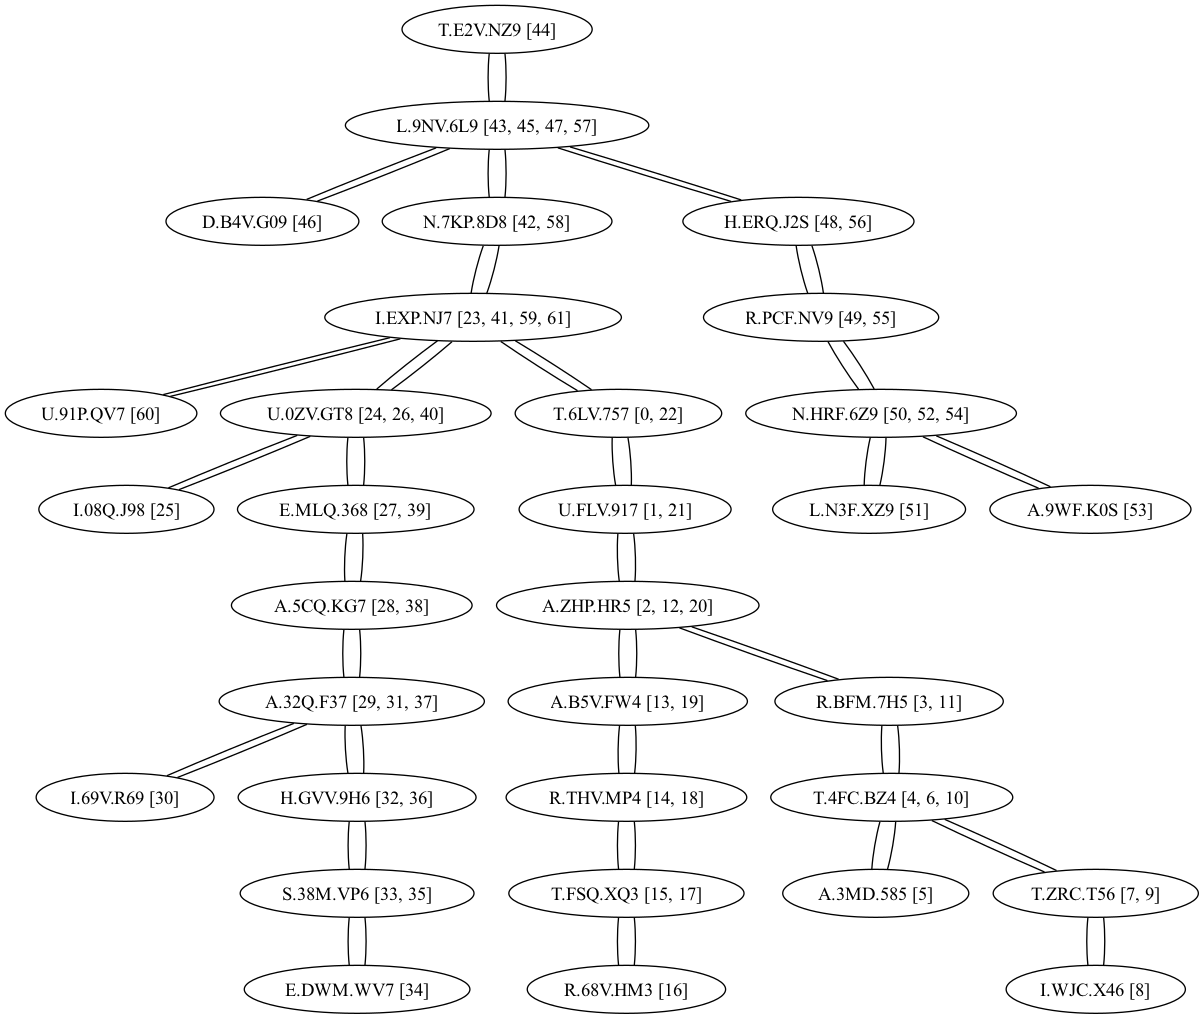 T.E2V.NZ9 [44]
L.9NV.6L9 [43, 45, 47, 57]
D.B4V.G09 [46]
N.7KP.8D8 [42, 58]
H.ERQ.J2S [48, 56]
I.EXP.NJ7 [23, 41, 59, 61]
R.PCF.NV9 [49, 55]
U.91P.QV7 [60]
U.0ZV.GT8 [24, 26, 40]
T.6LV.757 [0, 22]
N.HRF.6Z9 [50, 52, 54]
I.08Q.J98 [25]
E.MLQ.368 [27, 39]
U.FLV.917 [1, 21]
L.N3F.XZ9 [51]
A.9WF.K0S [53]
A.5CQ.KG7 [28, 38]
A.ZHP.HR5 [2, 12, 20]
A.32Q.F37 [29, 31, 37]
A.B5V.FW4 [13, 19]
R.BFM.7H5 [3, 11]
I.69V.R69 [30]
H.GVV.9H6 [32, 36]
R.THV.MP4 [14, 18]
T.4FC.BZ4 [4, 6, 10]
S.38M.VP6 [33, 35]
T.FSQ.XQ3 [15, 17]
A.3MD.585 [5]
T.ZRC.T56 [7, 9]
E.DWM.WV7 [34]
R.68V.HM3 [16]
I.WJC.X46 [8]